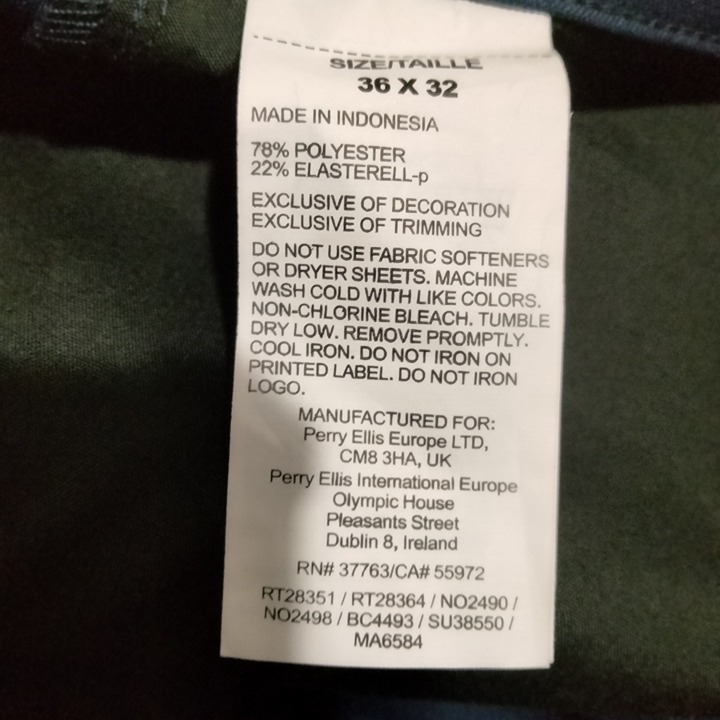 SIZE/TAILLE
36 X 32
MADE IN INDONESIA
78% POLYESTER
22% ELASTERELL-p
EXCLUSIVE OF DECORATION
EXCLUSIVE OF TRIMMING
DO NOT USE FABRIC SOFTENERS
OR DRYER SHEETS. MACHINE
WASH COLD WITH LIKE COLORS.
NON-CHLORINE BLEACH. TUMBLE
DRY LOW. REMOVE PROMPTLY.
COOL IRON. DO NOT IRON ON
PRINTED LABEL. DO NOT IRON
LOGO.
MANUFACTURED FOR:
Perry Ellis Europe LTD,
CM8 3HA, UK
Perry Ellis International Europe
Olympic House
Pleasants Street
Dublin 8, Ireland
RN# 37763/CA# 55972
RT28351 / RT28364 / NO2490 /
NO2498 / BC4493 / SU38550 /
MA6584